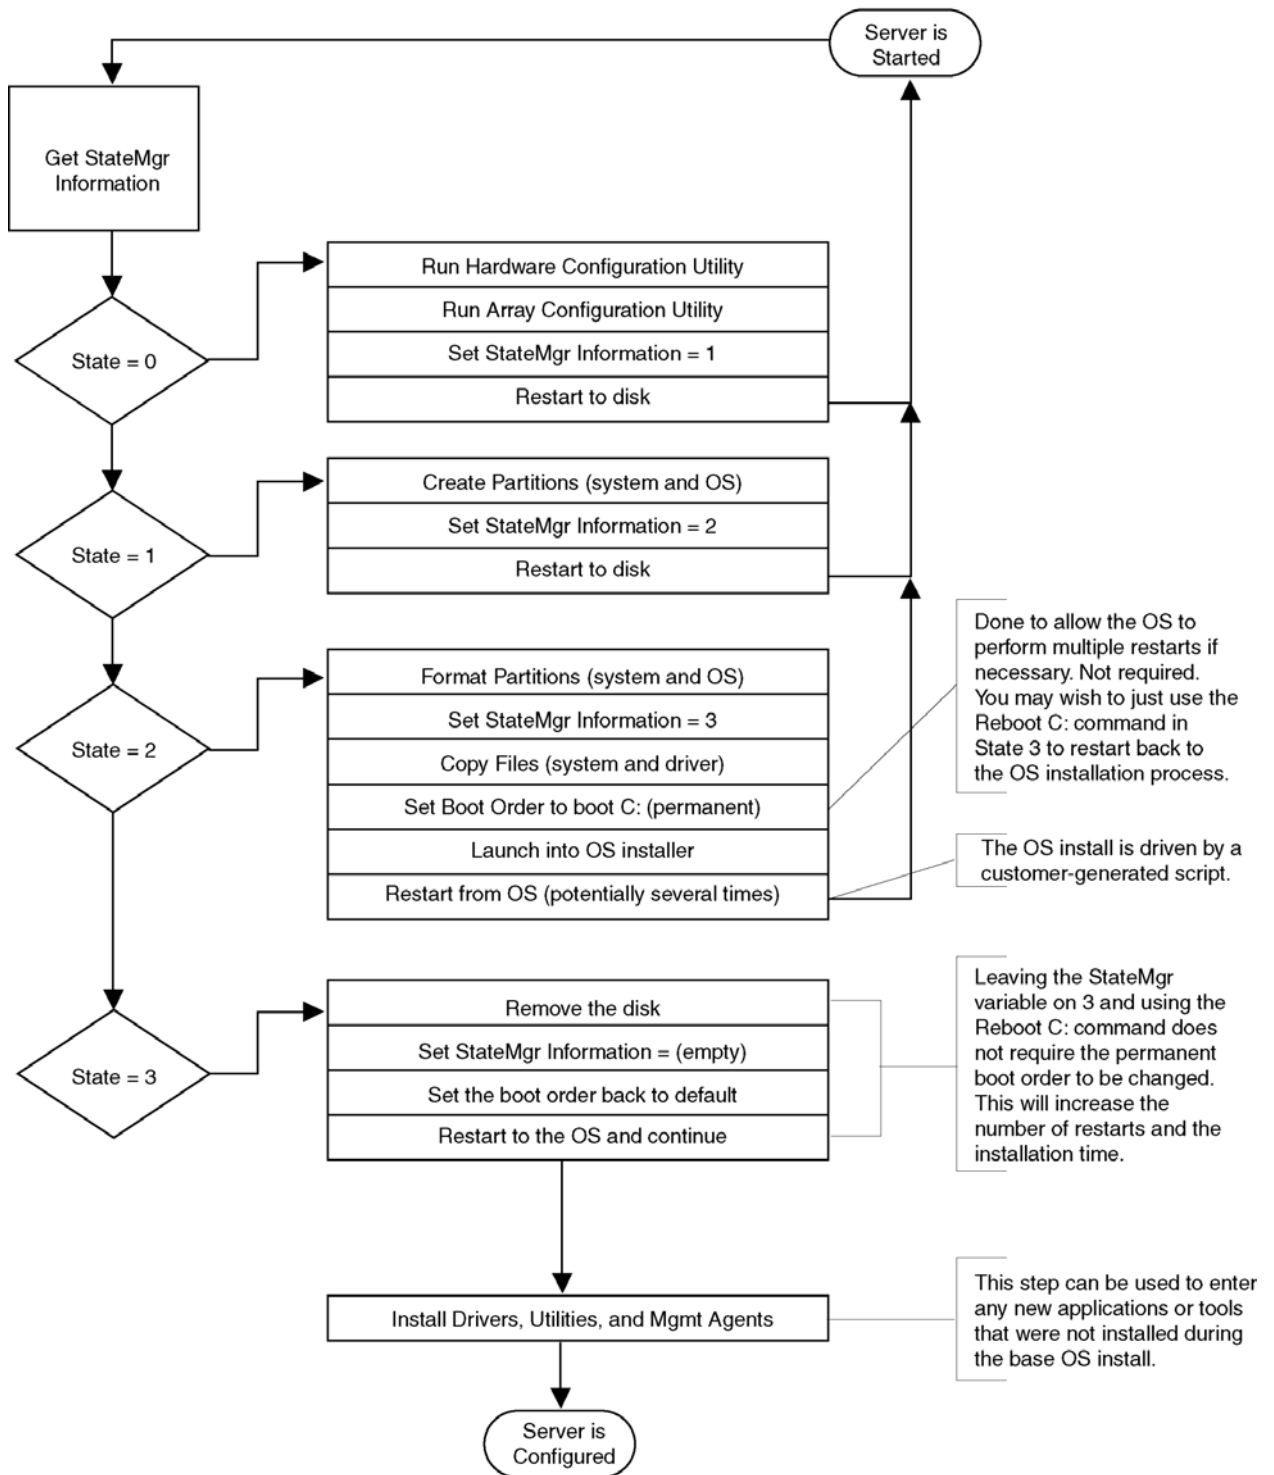 Server is
Started
Get StateMgr
Information
State = 0
Run Hardware Configuration Utility
Run Array Configuration Utility
Set StateMgr Information = 1
Restart to disk
State = 1
Create Partitions (system and OS)
Set StateMgr Information = 2
Restart to disk
State = 2
Format Partitions (system and OS)
Set StateMgr Information = 3
Copy Files (system and driver)
Set Boot Order to boot C: (permanent)
Launch into OS installer
Restart from OS (potentially several times)
Done to allow the OS to
perform multiple restarts if
necessary. Not required.
You may wish to just use the
Reboot C: command in
State 3 to restart back to
the OS installation process.
The OS install is driven by a
customer-generated script.
State = 3
Remove the disk
Set StateMgr Information = (empty)
Set the boot order back to default
Restart to the OS and continue
Leaving the StateMgr
variable on 3 and using the
Reboot C: command does
not require the permanent
boot order to be changed.
This will increase the
number of restarts and the
installation time.
Install Drivers, Utilities, and Mgmt Agents
This step can be used to enter
any new applications or tools
that were not installed during
the base OS install.
Server is
Configured